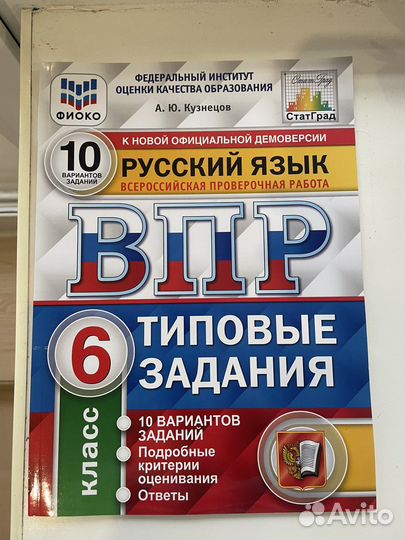 ФЕДЕРАЛЬНЫЙ ИНСТИТУТ
ОЦЕНКИ КАЧЕСТВА ОБРАЗОВАНИЯ
А. Ю. Кузнецов
ФИОКО
СтатГрад
СтатГрад
К НОВОЙ ОФИЦИАЛЬНОЙ ДЕМОВЕРСИИ
10
ВАРИАНТОВ
ЗАДАНИЙ
РУССКИЙ ЯЗЫК
ВСЕРОССИЙСКАЯ ПРОВЕРОЧНАЯ РАБОТА
ВПР
6
класс
ТИПОВЫЕ
ЗАДАНИЯ
10 ВАРИАНТОВ
ЗАДАНИЙ
Подробные
критерии
оценивания
Ответы
Avito